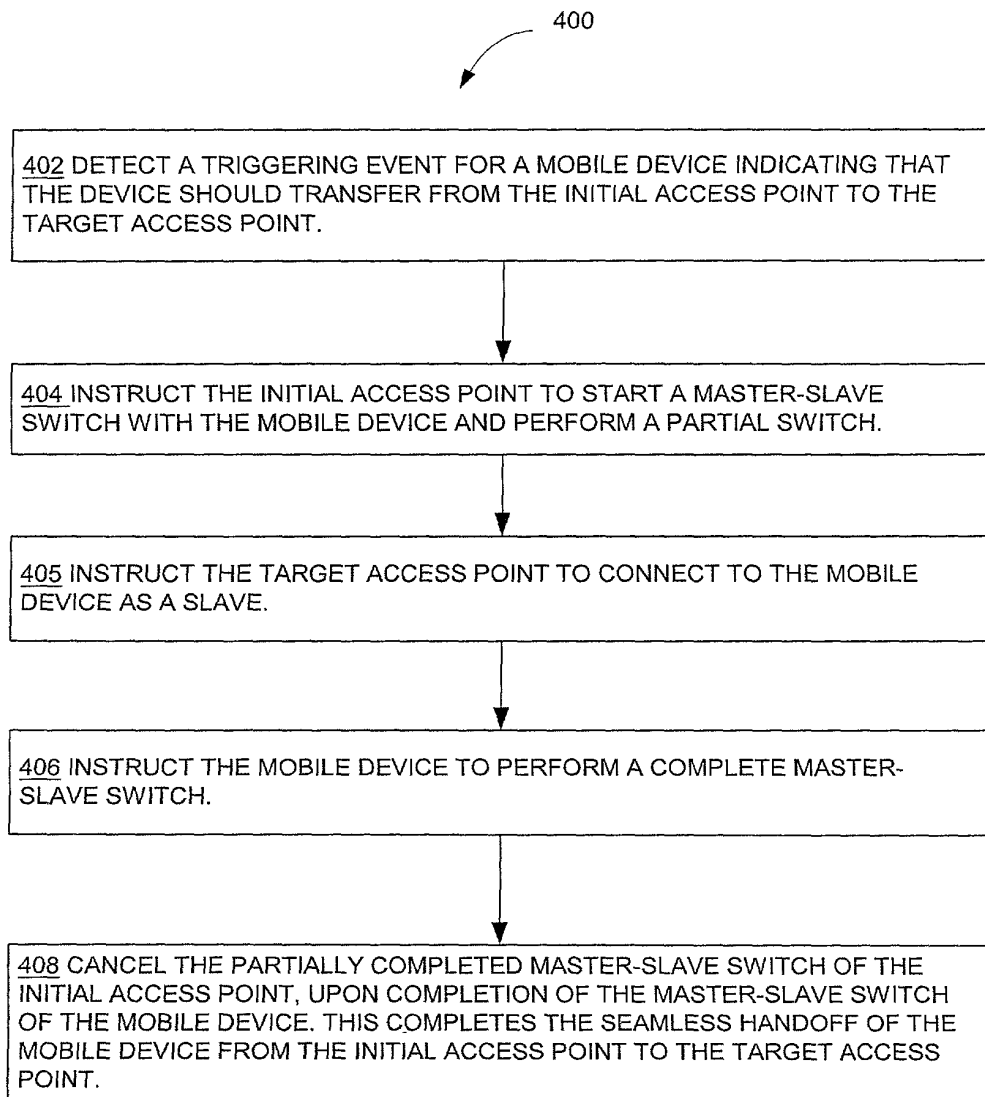 400
402 DETECT A TRIGGERING EVENT FOR A MOBILE DEVICE INDICATING THAT
THE DEVICE SHOULD TRANSFER FROM THE INITIAL ACCESS POINT TO THE
TARGET ACCESS POINT.
404 INSTRUCT THE INITIAL ACCESS POINT TO START A MASTER-SLAVE
SWITCH WITH THE MOBILE DEVICE AND PERFORM A PARTIAL SWITCH.
405 INSTRUCT THE TARGET ACCESS POINT TO CONNECT TO THE MOBILE
DEVICE AS A SLAVE.
406 INSTRUCT THE MOBILE DEVICE TO PERFORM A COMPLETE MASTER-
SLAVE SWITCH.
408 CANCEL THE PARTIALLY COMPLETED MASTER-SLAVE SWITCH OF THE
INITIAL ACCESS POINT, UPON COMPLETION OF THE MASTER-SLAVE SWITCH
OF THE MOBILE DEVICE. THIS COMPLETES THE SEAMLESS HANDOFF OF THE
MOBILE DEVICE FROM THE INITIAL ACCESS POINT TO THE TARGET ACCESS
POINT.